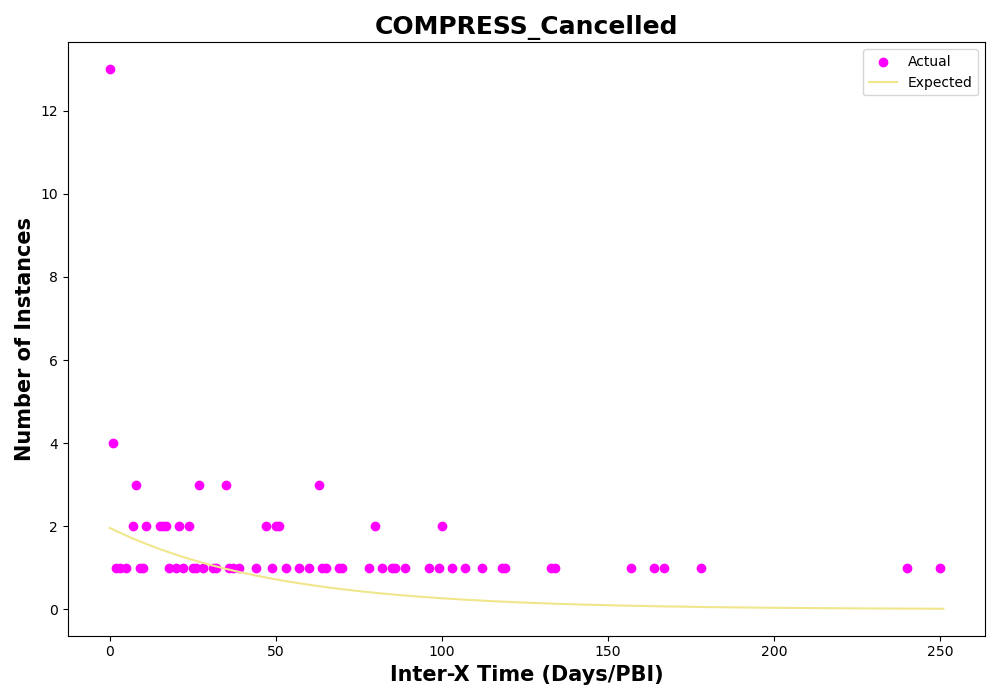 COMPRESS_Cancelled
Actual
Expected
Number of Instances
12
10
8
6
4
2
0
0 50 100 150 200 250
Inter-X Time (Days/PBI)